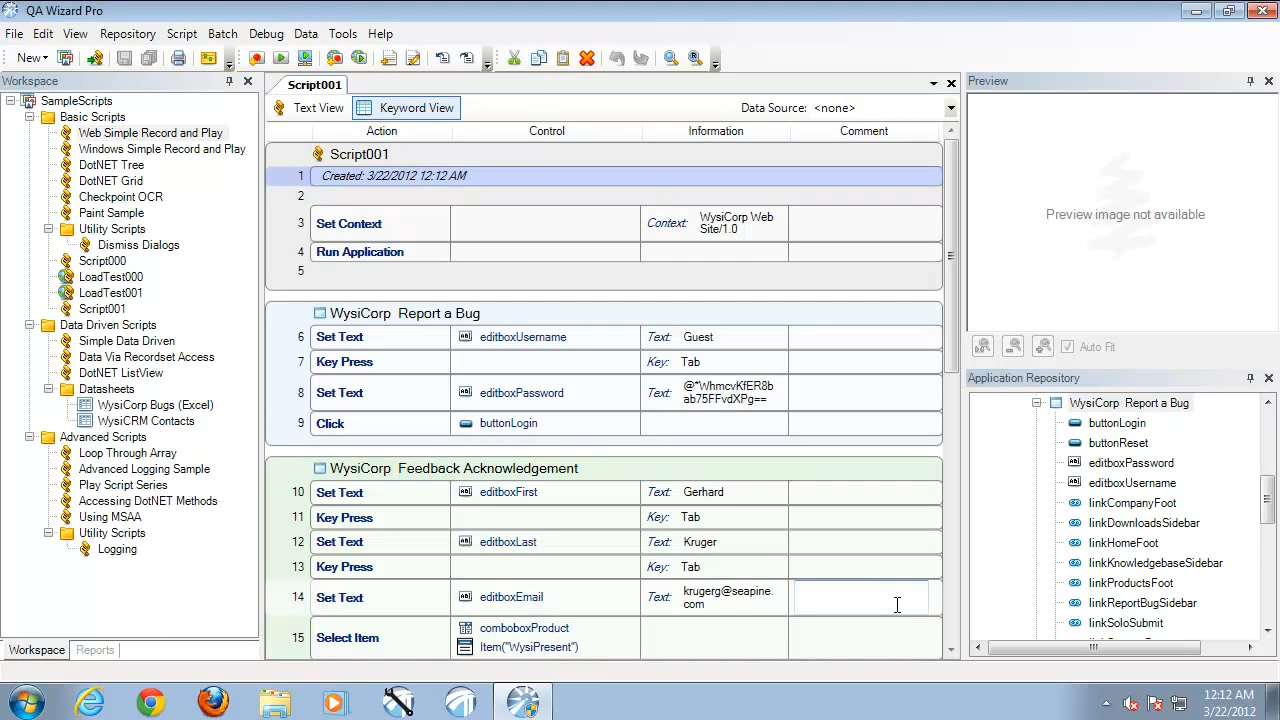 QA Wizard Pro
File Edit View Repository Script Batch Debug Data Tools Help
New
Workspace
SampleScripts
Basic Scripts
Web Simple Record and Play
Windows Simple Record and Play
DotNET Tree
DotNET Grid
Checkpoint OCR
Paint Sample
Utility Scripts
Dismiss Dialogs
Script000
LoadTest000
LoadTest001
Script001
Data Driven Scripts
Simple Data Driven
Data Via Recordset Access
DotNET ListView
Datasheets
WysiCorp Bugs (Excel)
WysiCRM Contacts
Advanced Scripts
Loop Through Array
Advanced Logging Sample
Play Script Series
Accessing DotNET Methods
Using MSAA
Utility Scripts
Logging
Workspace Reports
Script001
Text View Keyword View Data Source: <none>
Action Control Information Comment
Script001
1 Created: 3/22/2012 12:12 AM
2
3 Set Context Context: WysiCorp Web
Site/1.0
4 Run Application
5
WysiCorp Report a Bug
6 Set Text editboxUsername Text: Guest
7 Key Press Key: Tab
8 Set Text editboxPassword Text: @*WhmcvKfER8b
ab75FFvdXPg==
9 Click buttonLogin
WysiCorp Feedback Acknowledgement
10 Set Text editboxFirst Text: Gerhard
11 Key Press Key: Tab
12 Set Text editboxLast Text: Kruger
13 Key Press Key: Tab
14 Set Text editboxEmail Text: krugerg@seapine.
com
15 Select Item comboboxProduct
Item("WysiPresent")
Preview
Preview image not available
Auto Fit
Application Repository
WysiCorp Report a Bug
buttonLogin
buttonReset
editboxPassword
editboxUsername
linkCompanyFoot
linkDownloadsSidebar
linkHomeFoot
linkKnowledgebaseSidebar
linkProductsFoot
linkReportBugSidebar
linkSoloSubmit
12:12 AM
3/22/2012